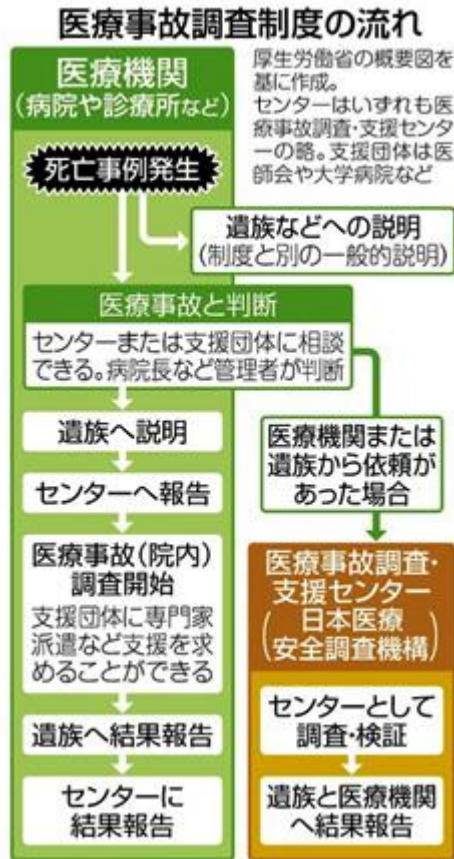 医療事故調査制度の流れ
医療機関
(病院や診療所など)
厚生労働省の概要図を
基に作成。
センターはいずれも医
療事故調査・支援センタ
ーの略。支援団体は医
師会や大学病院など
死亡事例発生
遺族などへの説明
(制度と別の一般的説明)
医療事故と判断
センターまたは支援団体に相談
できる。病院長など管理者が判断
遺族へ説明
センターへ報告
医療事故(院内)
調査開始
支援団体に専門家
派遣など支援を求
めることができる
遺族へ結果報告
センターに
結果報告
医療機関または
遺族から依頼が
あった場合
医療事故調査・
支援センター
(日本医療
安全調査機構)
センターとして
調査・検証
遺族と医療機関
へ結果報告